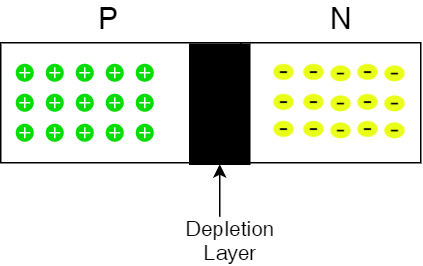 P N
+ + + + + - - - - -
+ + + + + - - - - -
+ + + + + - - - - -
Depletion
Layer